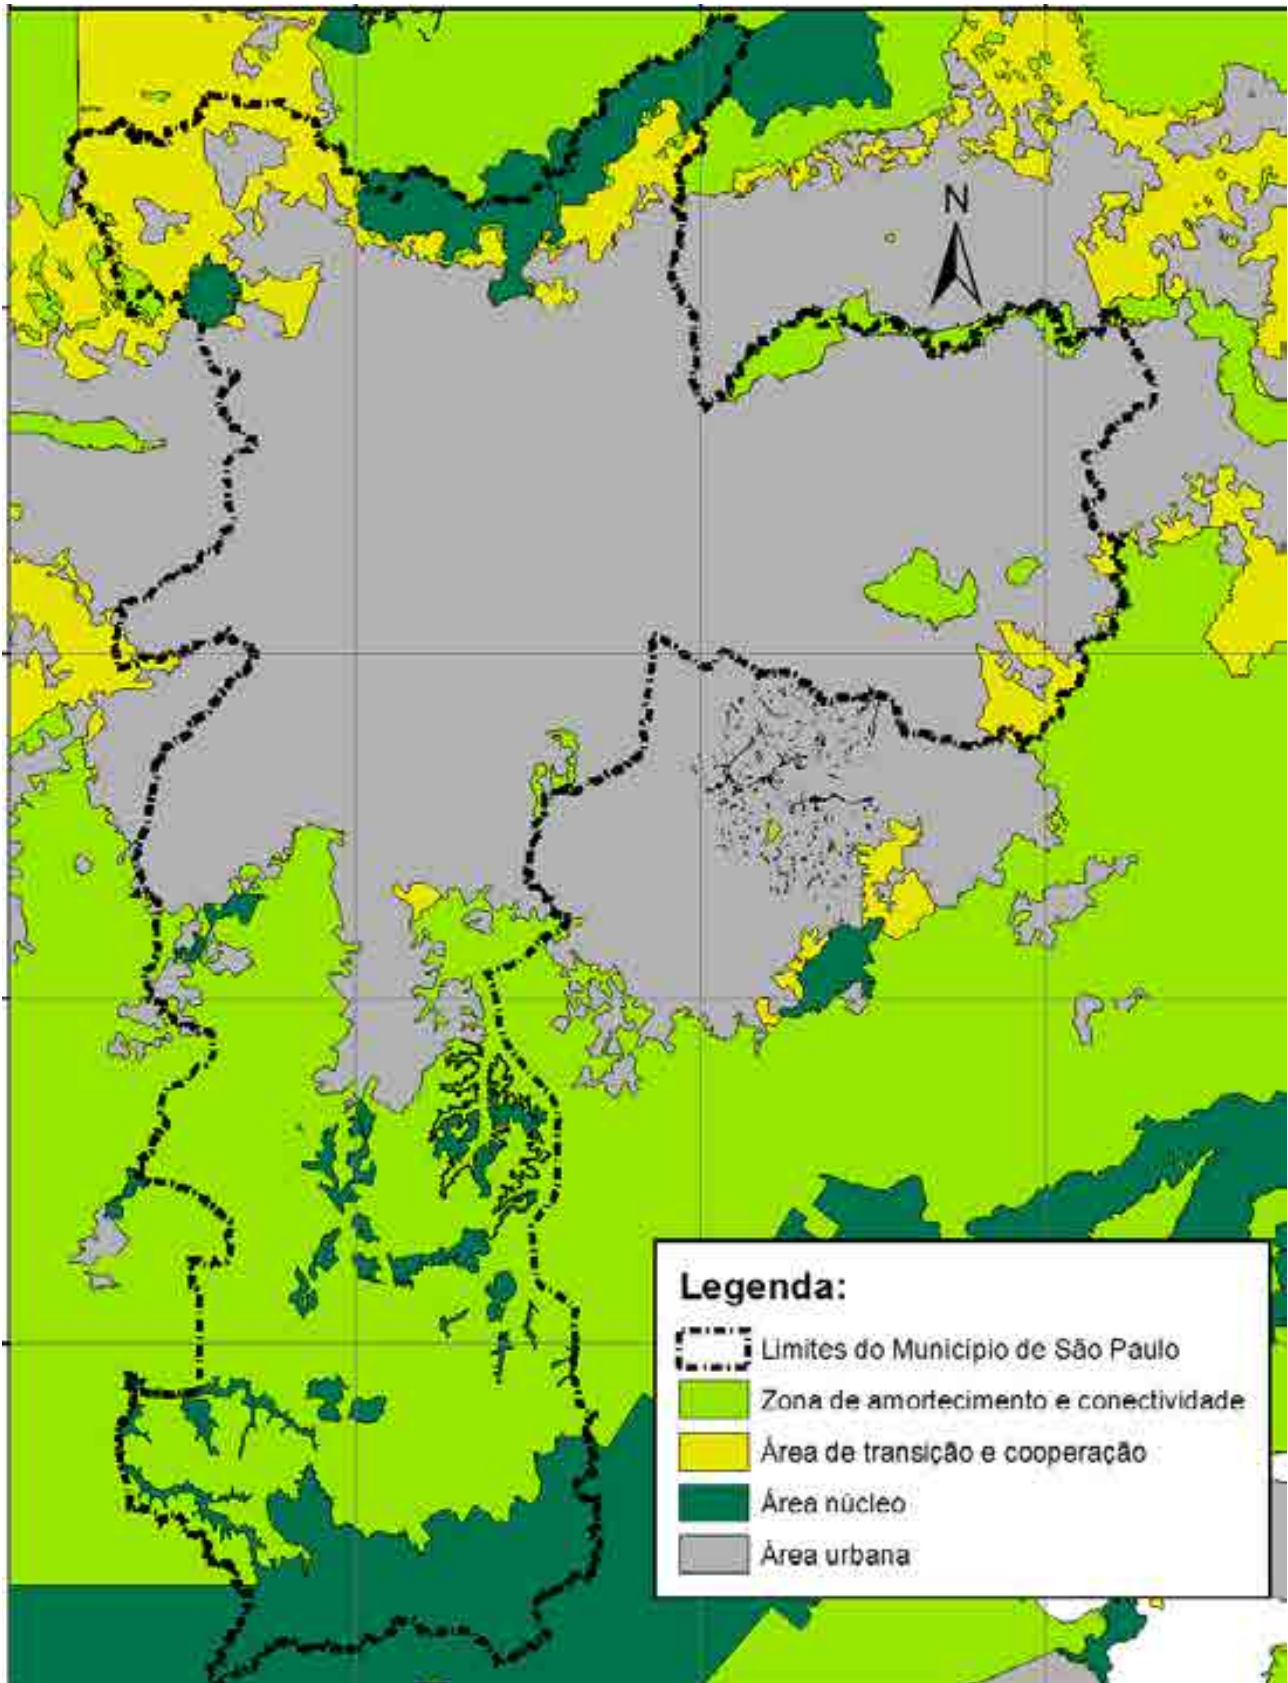 N
Legenda:
Limites do Município de São Paulo
Zona de amortecimento e conectividade
Área de transição e cooperação
Área núcleo
Área urbana